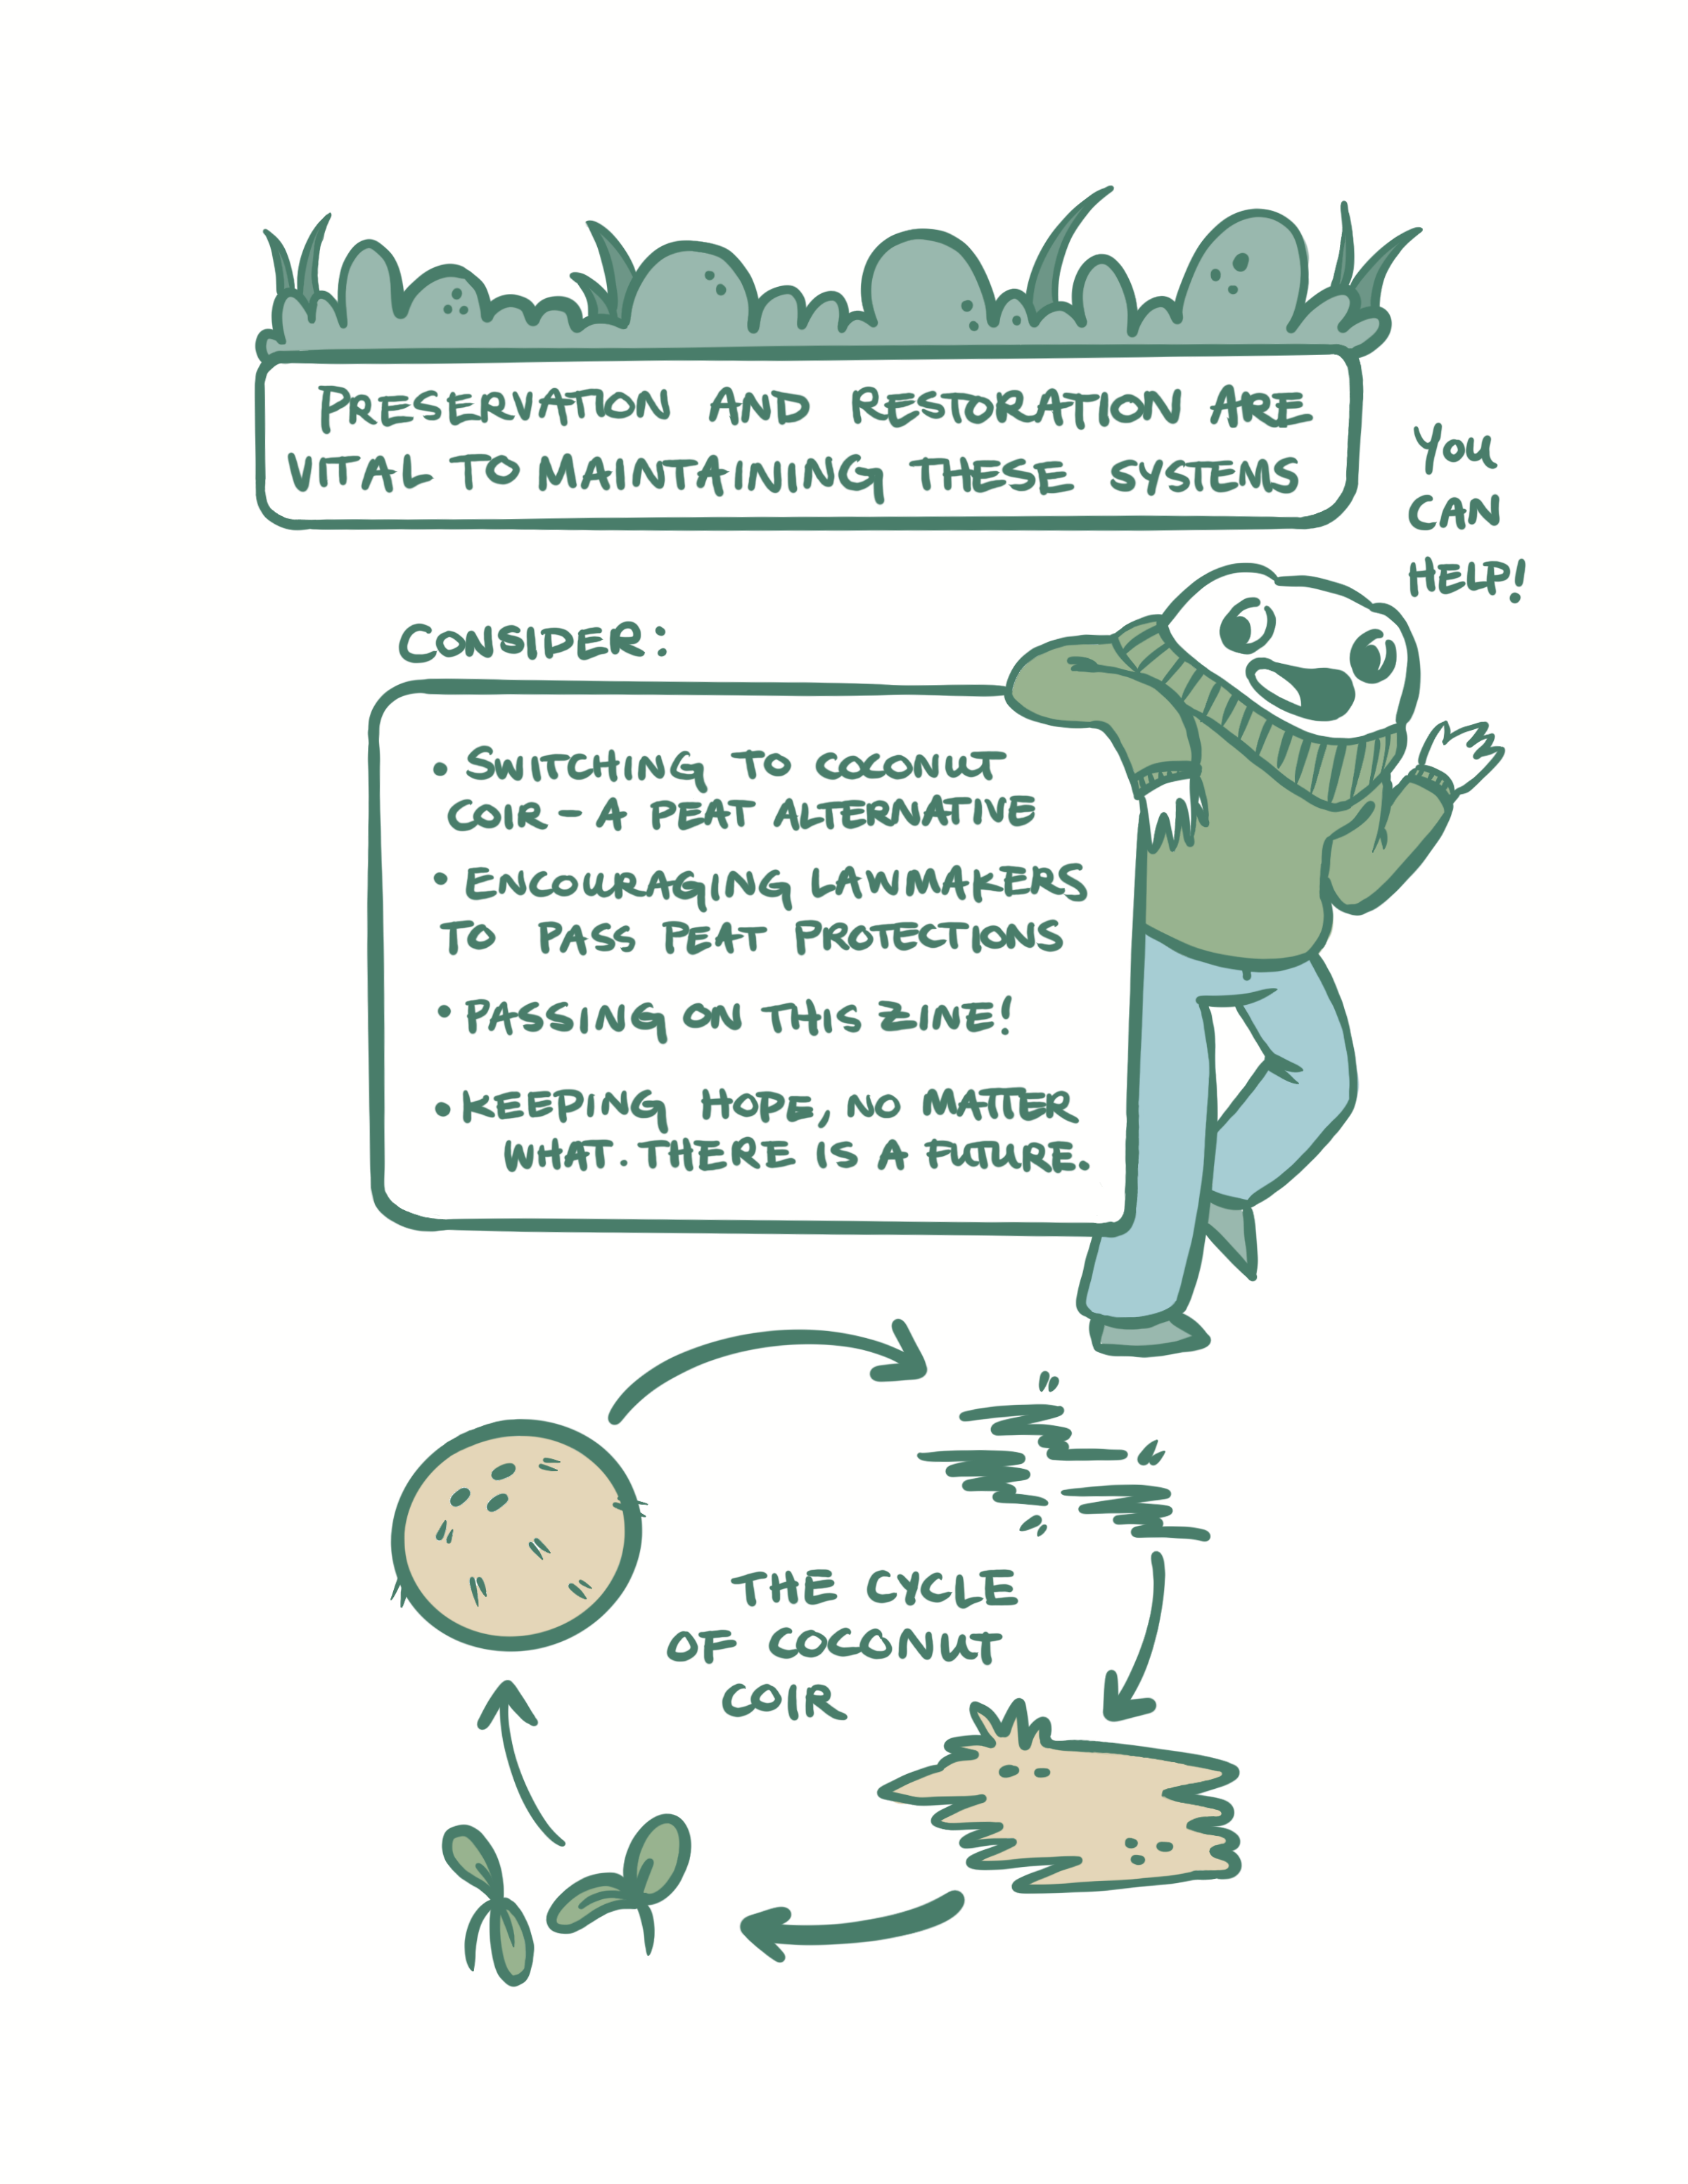 PRESERVATION AND RESTORATION ARE
VITAL TO MAINTAINING THESE SYSTEMS
YOU
CAN
HELP!
CONSIDER:
• SWITCHING TO COCONUT
COIR - A PEAT ALTERNATIVE
• ENCOURAGING LAWMAKERS
TO PASS PEAT PROTECTIONS
• PASSING ON THIS ZINE!
• KEEPING HOPE, NO MATTER
WHAT. THERE IS A FUTURE.
THE CYCLE
OF COCONUT
COIR